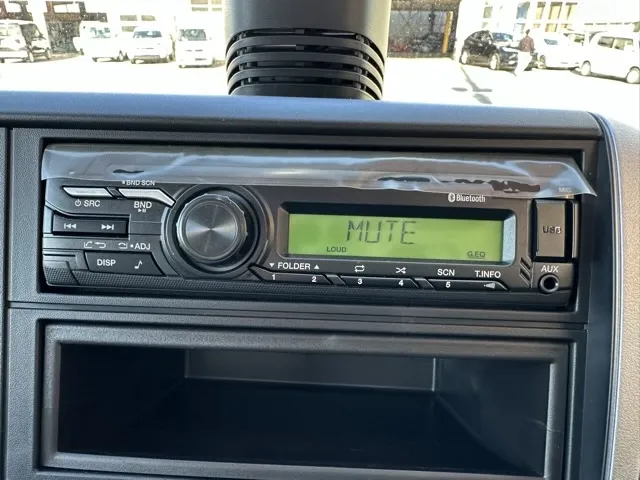 BND SCN
SRC
BND
ADJ
DISP
MIC
Bluetooth
MUTE
LOUD
G.EQ
USB
AUX
FOLDER
SCN
T.INFO
1 2 3 4 5